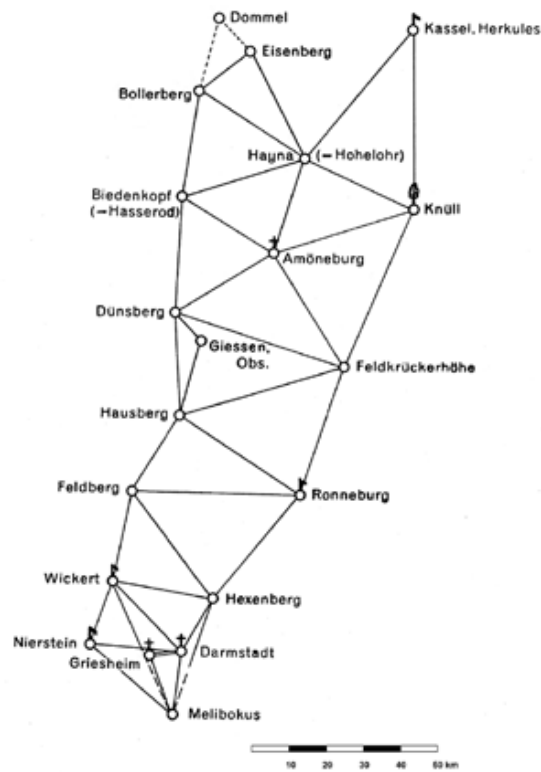 Dommel
Kassel, Herkules
Eisenberg
Bollerberg
Hayna (—Hohelohr)
Biedenkopf
(—Hasserod)
Knüll
Amöneburg
Dünsberg
Giessen,
Obs.
Feldkrückerhöhe
Hausberg
Feldberg
Ronneburg
Wickert
Hexenberg
Nierstein
Darmstadt
Griesheim
Melibokus
10 20 30 40 50 km